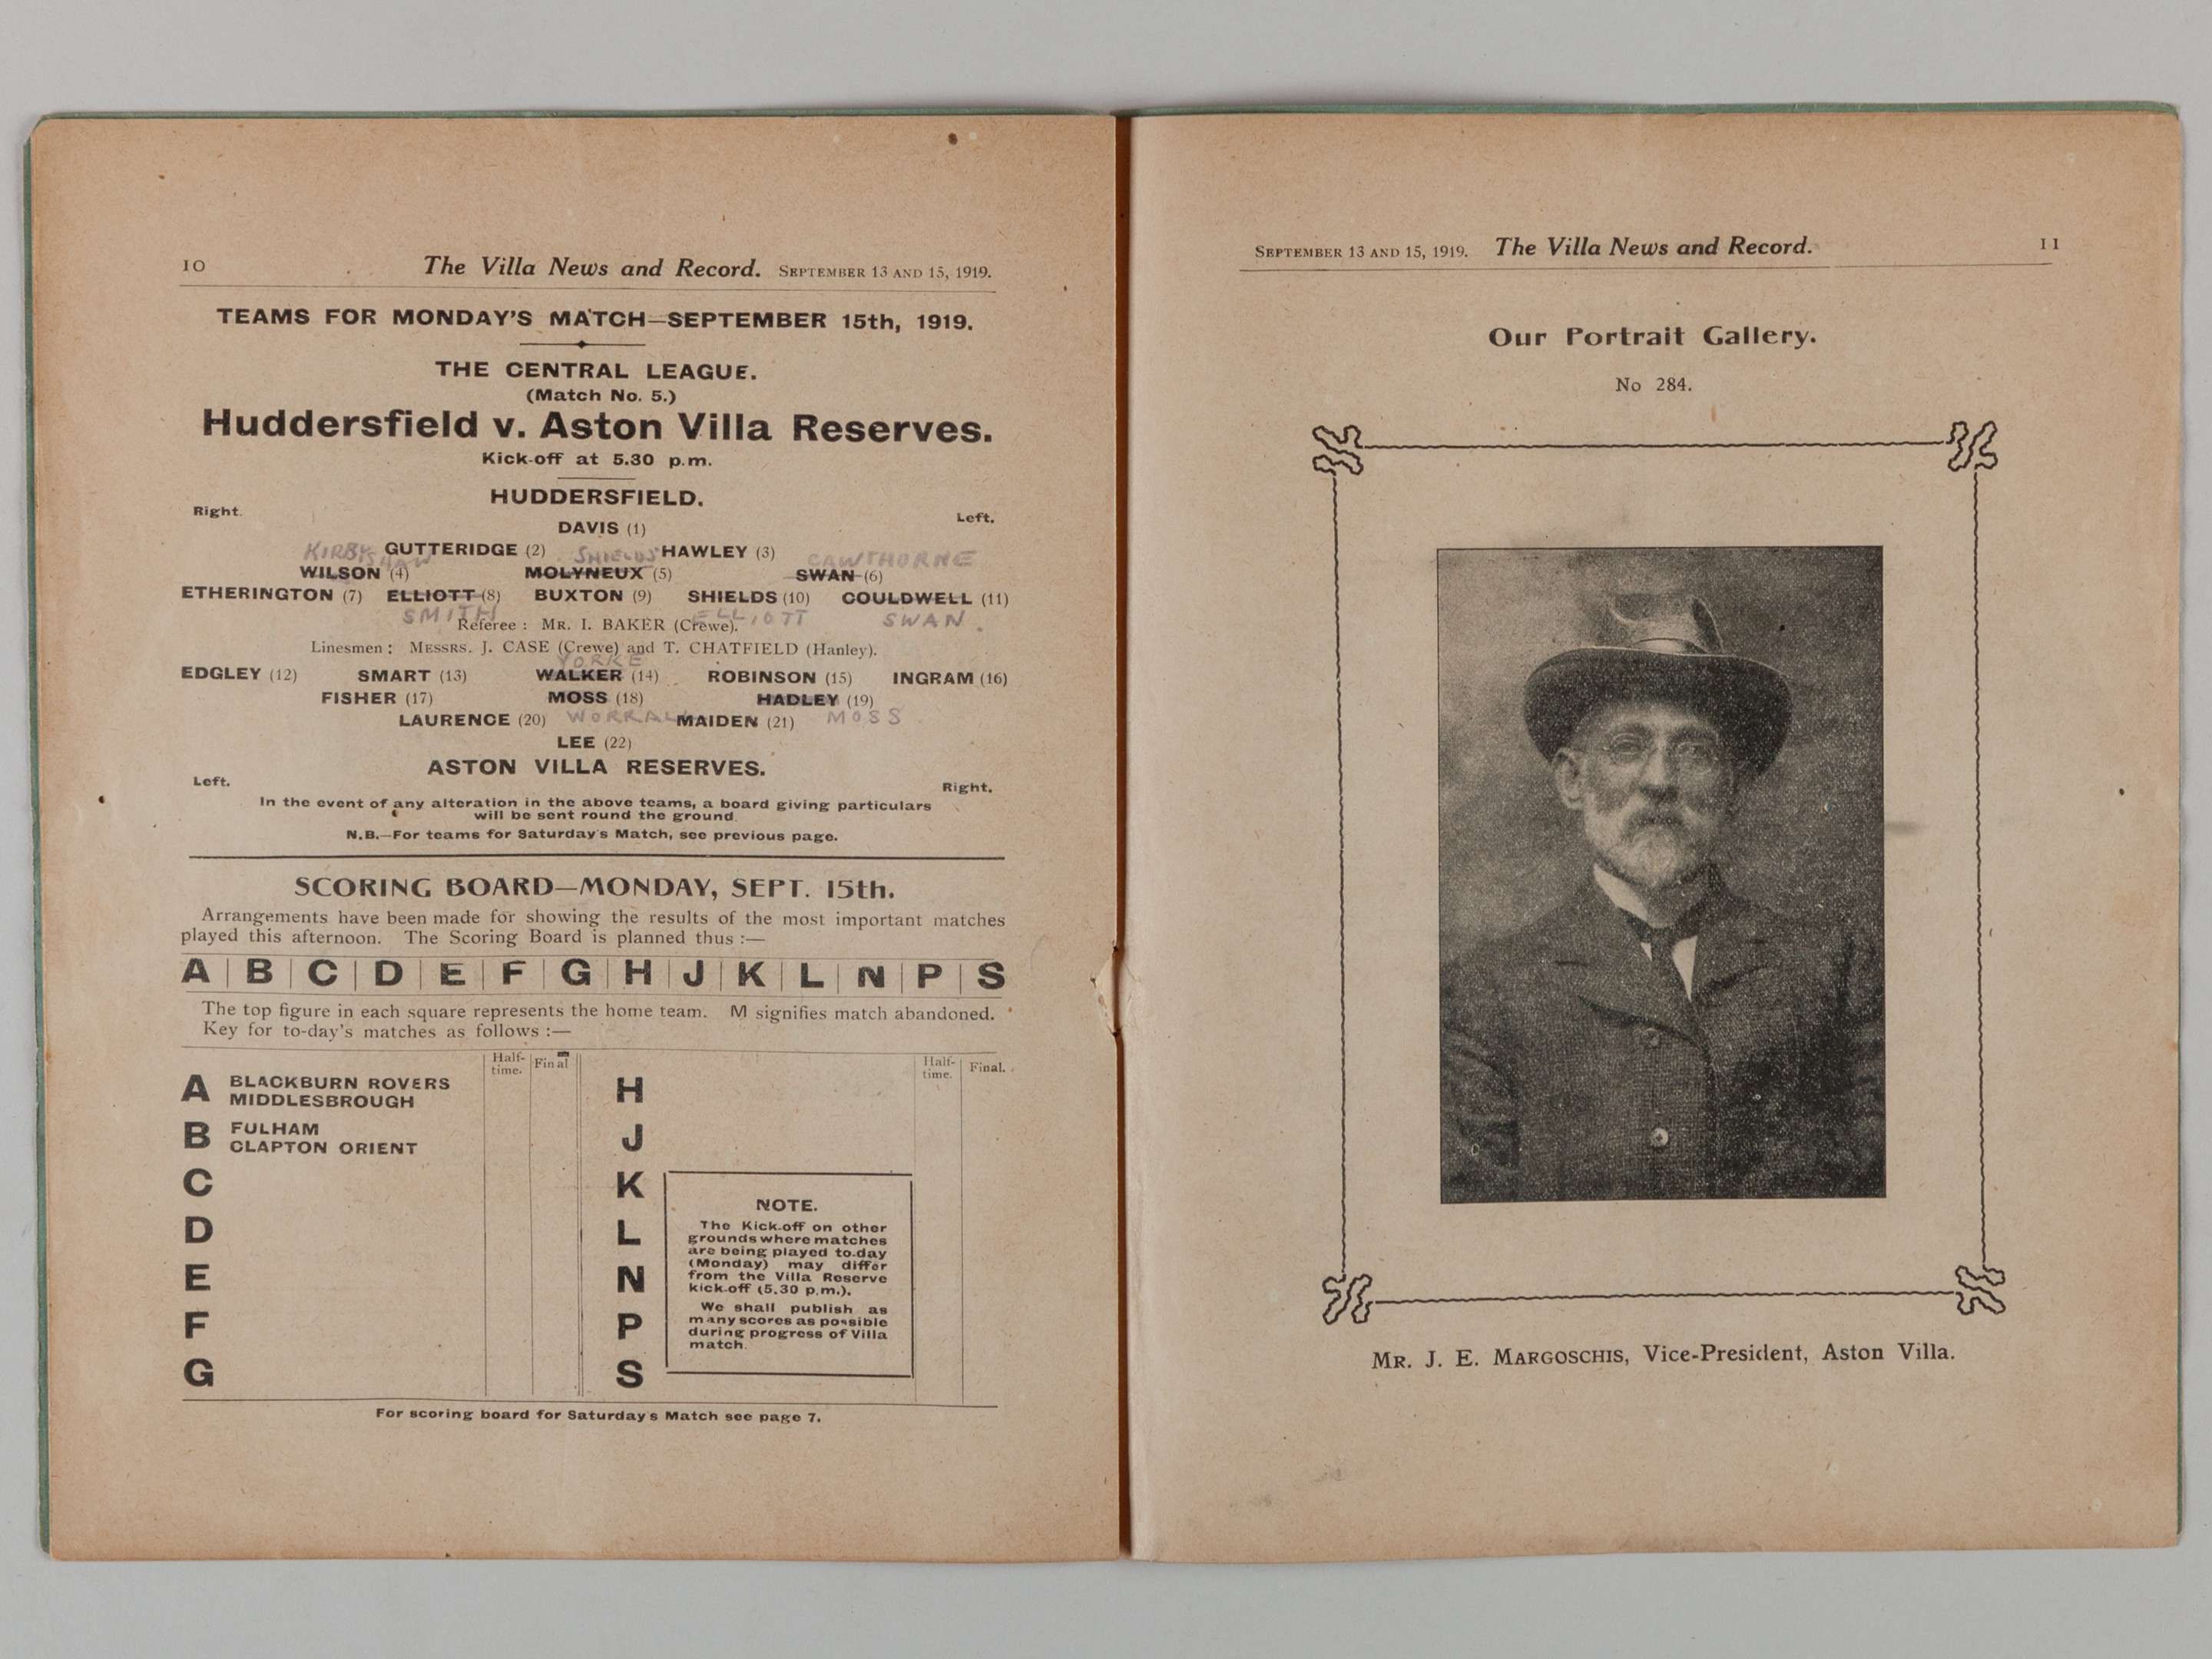 10 The Villa News and Record. SEPTEMBER 13 AND 15, 1919.
TEAMS FOR MONDAY'S MATCH—SEPTEMBER 15th, 1919.
THE CENTRAL LEAGUE.
(Match No. 5.)
Huddersfield v. Aston Villa Reserves.
Kick-off at 5.30 p.m.
HUDDERSFIELD.
Right. Left.
DAVIS (1)
KIRBY SHAW GUTTERIDGE (2) SHIELDS HAWLEY (3) CAWTHORNE
WILSON (4) MOLYNEUX (5) SWAN (6)
ETHERINGTON (7) ELLIOTT (8) BUXTON (9) SHIELDS (10) COULDWELL (11)
SMITH ELLIOTT SWAN.
Referee : MR. I. BAKER (Crewe).
Linesmen : MESSRS. J. CASE (Crewe) and T. CHATFIELD (Hanley).
YORKE
EDGLEY (12) SMART (13) WALKER (14) ROBINSON (15) INGRAM (16)
FISHER (17) MOSS (18) HADLEY (19)
LAURENCE (20) WORRALL MAIDEN (21) MOSS
LEE (22)
ASTON VILLA RESERVES.
Left. Right.
In the event of any alteration in the above teams, a board giving particulars
will be sent round the ground.
N.B.—For teams for Saturday's Match, see previous page.
SCORING BOARD—MONDAY, SEPT. 15th.
Arrangements have been made for showing the results of the most important matches
played this afternoon. The Scoring Board is planned thus :—
A | B | C | D | E | F | G | H | J | K | L | N | P | S
The top figure in each square represents the home team. M signifies match abandoned.
Key for to-day's matches as follows :—
Half-time. Final
A BLACKBURN ROVERS
MIDDLESBROUGH
B FULHAM
CLAPTON ORIENT
C
D
E
F
G
Half-time. Final.
H
J
K
L
N
P
S
NOTE.
The Kick-off on other
grounds where matches
are being played to-day
(Monday) may differ
from the Villa Reserve
kick-off (5.30 p.m.).
We shall publish as
many scores as possible
during progress of Villa
match.
For scoring board for Saturday's Match see page 7.
SEPTEMBER 13 AND 15, 1919. The Villa News and Record. 11
Our Portrait Gallery.
No 284.
MR. J. E. MARGOSCHIS, Vice-President, Aston Villa.